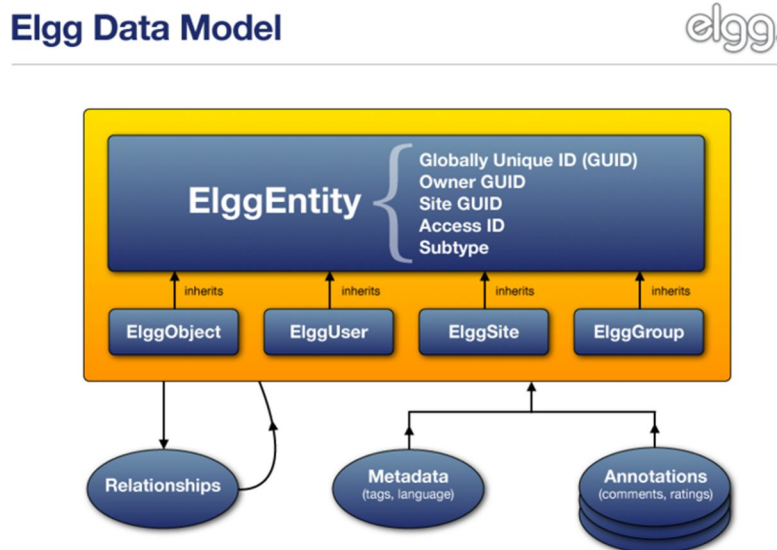 Elgg Data Model
elgg.
ElggEntity
Globally Unique ID (GUID)
Owner GUID
Site GUID
Access ID
Subtype
inherits
inherits
inherits
inherits
ElggObject
ElggUser
ElggSite
ElggGroup
Relationships
Metadata
(tags, language)
Annotations
(comments, ratings)